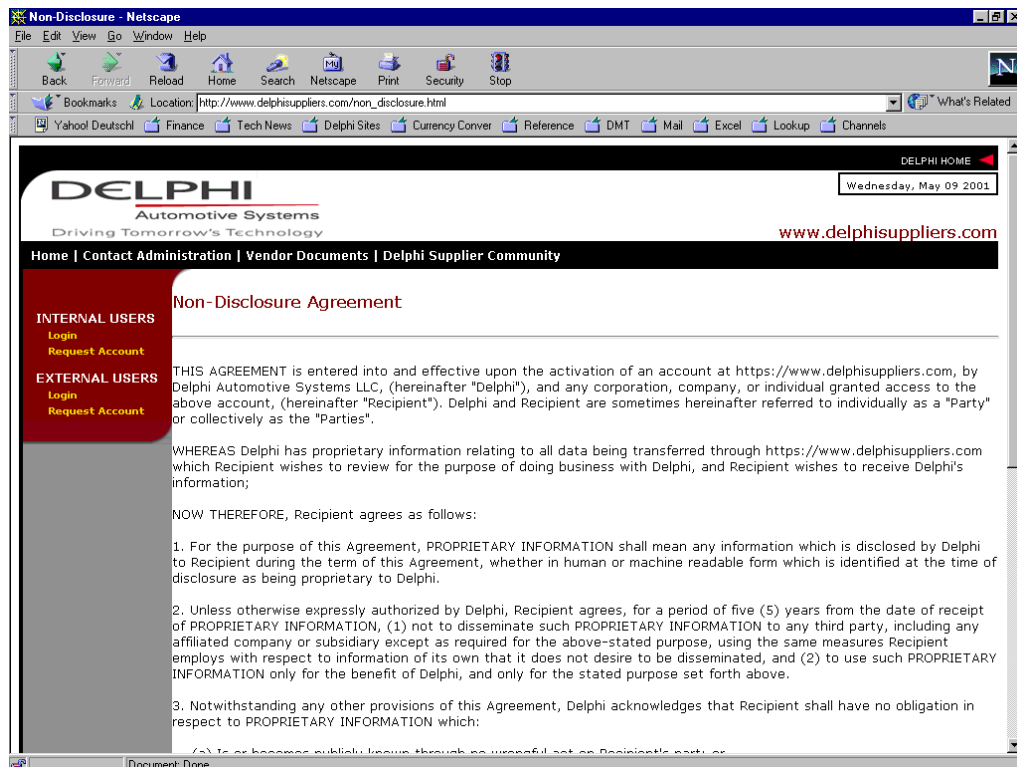 Non-Disclosure - Netscape
File Edit View Go Window Help
Back Forward Reload Home Search Netscape Print Security Stop
My
N
Bookmarks Location: http://www.delphisuppliers.com/non_disclosure.html What's Related
Yahoo! Deutschl Finance Tech News Delphi Sites Currency Conver Reference DMT Mail Excel Lookup Channels
DELPHI HOME
DELPHI
Wednesday, May 09 2001
Automotive Systems
Driving Tomorrow's Technology
www.delphisuppliers.com
Home | Contact Administration | Vendor Documents | Delphi Supplier Community
INTERNAL USERS
Login
Request Account
EXTERNAL USERS
Login
Request Account
Non-Disclosure Agreement
THIS AGREEMENT is entered into and effective upon the activation of an account at https://www.delphisuppliers.com, by
Delphi Automotive Systems LLC, (hereinafter "Delphi"), and any corporation, company, or individual granted access to the
above account, (hereinafter "Recipient"). Delphi and Recipient are sometimes hereinafter referred to individually as a "Party"
or collectively as the "Parties".
WHEREAS Delphi has proprietary information relating to all data being transferred through https://www.delphisuppliers.com
which Recipient wishes to review for the purpose of doing business with Delphi, and Recipient wishes to receive Delphi's
information;
NOW THEREFORE, Recipient agrees as follows:
1. For the purpose of this Agreement, PROPRIETARY INFORMATION shall mean any information which is disclosed by Delphi
to Recipient during the term of this Agreement, whether in human or machine readable form which is identified at the time of
disclosure as being proprietary to Delphi.
2. Unless otherwise expressly authorized by Delphi, Recipient agrees, for a period of five (5) years from the date of receipt
of PROPRIETARY INFORMATION, (1) not to disseminate such PROPRIETARY INFORMATION to any third party, including any
affiliated company or subsidiary except as required for the above-stated purpose, using the same measures Recipient
employs with respect to information of its own that it does not desire to be disseminated, and (2) to use such PROPRIETARY
INFORMATION only for the benefit of Delphi, and only for the stated purpose set forth above.
3. Notwithstanding any other provisions of this Agreement, Delphi acknowledges that Recipient shall have no obligation in
respect to PROPRIETARY INFORMATION which:
(a) Is or becomes publicly known through no wrongful act on Recipient's part; or
Document: Done